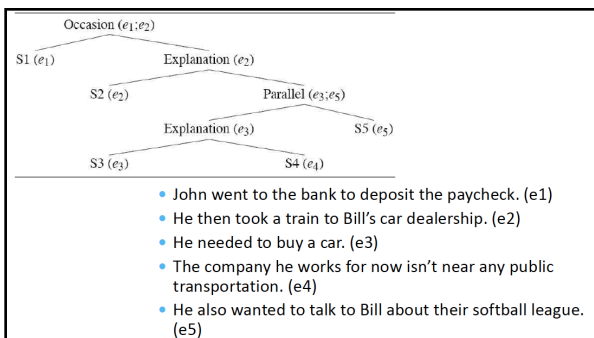 Occasion (e1;e2)
S1 (e1) Explanation (e2)
S2 (e2) Parallel (e3;e5)
Explanation (e3) S5 (e5)
S3 (e3) S4 (e4)
• John went to the bank to deposit the paycheck. (e1)
• He then took a train to Bill’s car dealership. (e2)
• He needed to buy a car. (e3)
• The company he works for now isn’t near any public
transportation. (e4)
• He also wanted to talk to Bill about their softball league.
(e5)